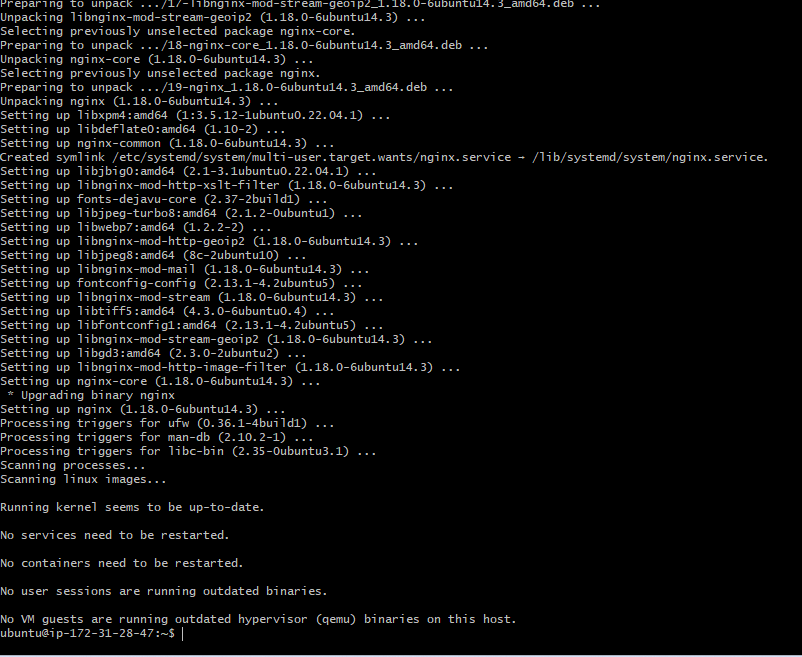 Preparing to unpack .../17-libnginx-mod-stream-geoip2_1.18.0-6ubuntu14.3_amd64.deb ...
Unpacking libnginx-mod-stream-geoip2 (1.18.0-6ubuntu14.3) ...
Selecting previously unselected package nginx-core.
Preparing to unpack .../18-nginx-core_1.18.0-6ubuntu14.3_amd64.deb ...
Unpacking nginx-core (1.18.0-6ubuntu14.3) ...
Selecting previously unselected package nginx.
Preparing to unpack .../19-nginx_1.18.0-6ubuntu14.3_amd64.deb ...
Unpacking nginx (1.18.0-6ubuntu14.3) ...
Setting up libxpm4:amd64 (1:3.5.12-1ubuntu0.22.04.1) ...
Setting up libdeflate0:amd64 (1.10-2) ...
Setting up nginx-common (1.18.0-6ubuntu14.3) ...
Created symlink /etc/systemd/system/multi-user.target.wants/nginx.service → /lib/systemd/system/nginx.service.
Setting up libjbig0:amd64 (2.1-3.1ubuntu0.22.04.1) ...
Setting up libnginx-mod-http-xslt-filter (1.18.0-6ubuntu14.3) ...
Setting up fonts-dejavu-core (2.37-2build1) ...
Setting up libjpeg-turbo8:amd64 (2.1.2-0ubuntu1) ...
Setting up libwebp7:amd64 (1.2.2-2) ...
Setting up libnginx-mod-http-geoip2 (1.18.0-6ubuntu14.3) ...
Setting up libjpeg8:amd64 (8c-2ubuntu10) ...
Setting up libnginx-mod-mail (1.18.0-6ubuntu14.3) ...
Setting up fontconfig-config (2.13.1-4.2ubuntu5) ...
Setting up libnginx-mod-stream (1.18.0-6ubuntu14.3) ...
Setting up libtiff5:amd64 (4.3.0-6ubuntu0.4) ...
Setting up libfontconfig1:amd64 (2.13.1-4.2ubuntu5) ...
Setting up libnginx-mod-stream-geoip2 (1.18.0-6ubuntu14.3) ...
Setting up libgd3:amd64 (2.3.0-2ubuntu2) ...
Setting up libnginx-mod-http-image-filter (1.18.0-6ubuntu14.3) ...
Setting up nginx-core (1.18.0-6ubuntu14.3) ...
 * Upgrading binary nginx
Setting up nginx (1.18.0-6ubuntu14.3) ...
Processing triggers for ufw (0.36.1-4build1) ...
Processing triggers for man-db (2.10.2-1) ...
Processing triggers for libc-bin (2.35-0ubuntu3.1) ...
Scanning processes...
Scanning linux images...
Running kernel seems to be up-to-date.
No services need to be restarted.
No containers need to be restarted.
No user sessions are running outdated binaries.
No VM guests are running outdated hypervisor (qemu) binaries on this host.
ubuntu@ip-172-31-28-47:~$